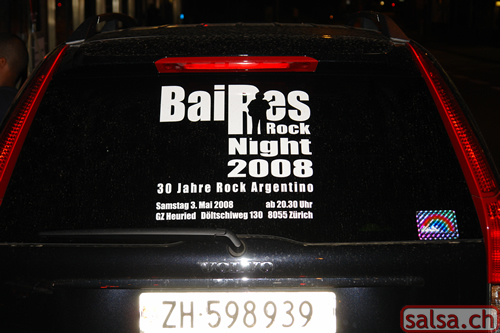 BaiRes
Rock
Night
2008
30 Jahre Rock Argentino
Samstag 3. Mai 2008 ab 20.30 Uhr
GZ Heuried Döltschiweg 130 8055 Zürich
VOLVO
ZH·598939
salsa.ch